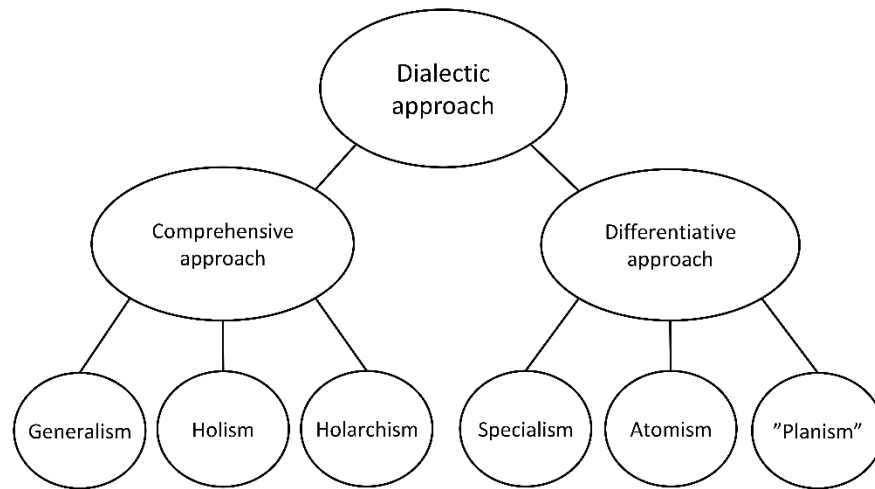 Dialectic
approach
Comprehensive
approach
Differentiative
approach
Generalism
Holism
Holarchism
Specialism
Atomism
”Planism”